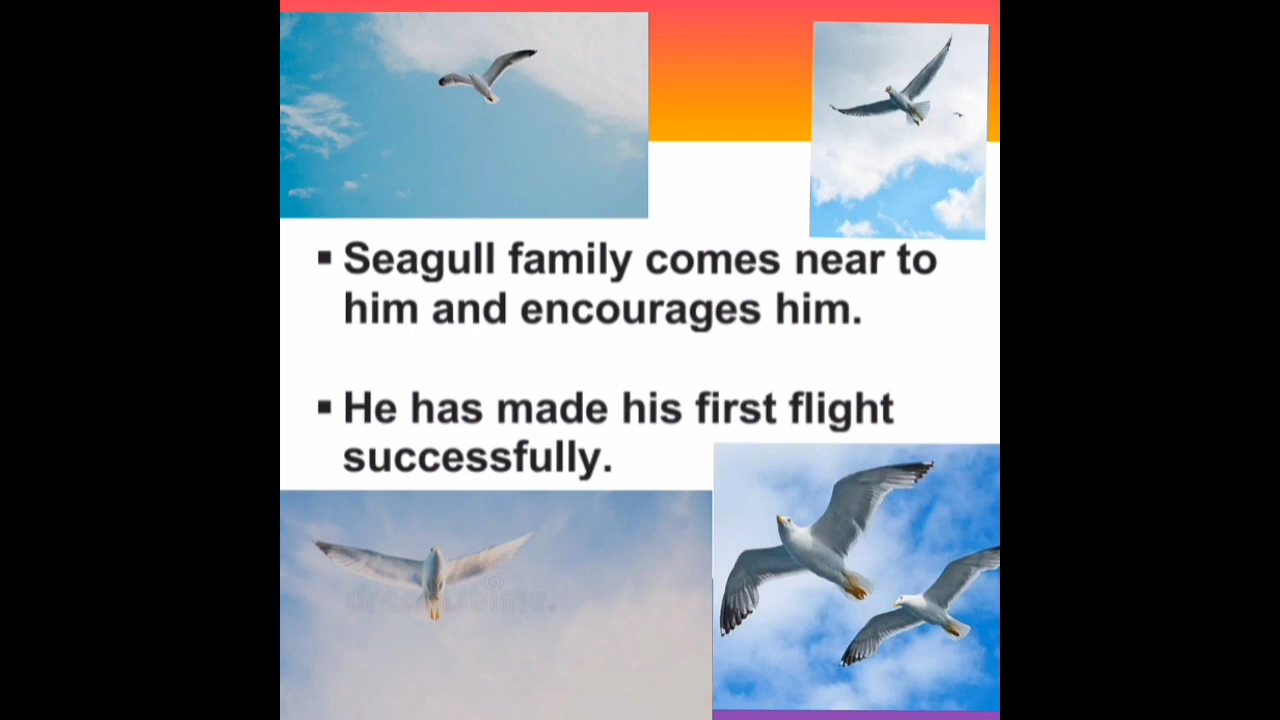 ▪ Seagull family comes near to
him and encourages him.
▪ He has made his first flight
successfully.